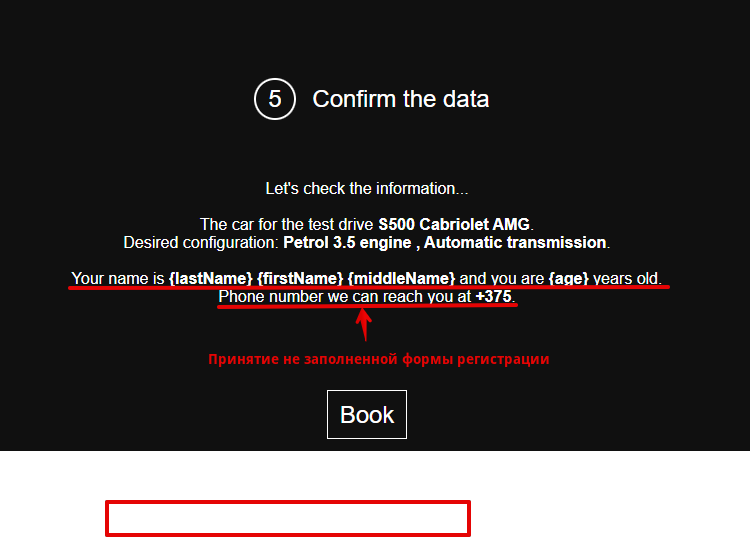 5 Confirm the data
Let's check the information...
The car for the test drive S500 Cabriolet AMG.
Desired configuration: Petrol 3.5 engine , Automatic transmission.
Your name is {lastName} {firstName} {middleName} and you are {age} years old.
Phone number we can reach you at +375.
Принятие не заполненной формы регистрации
Book